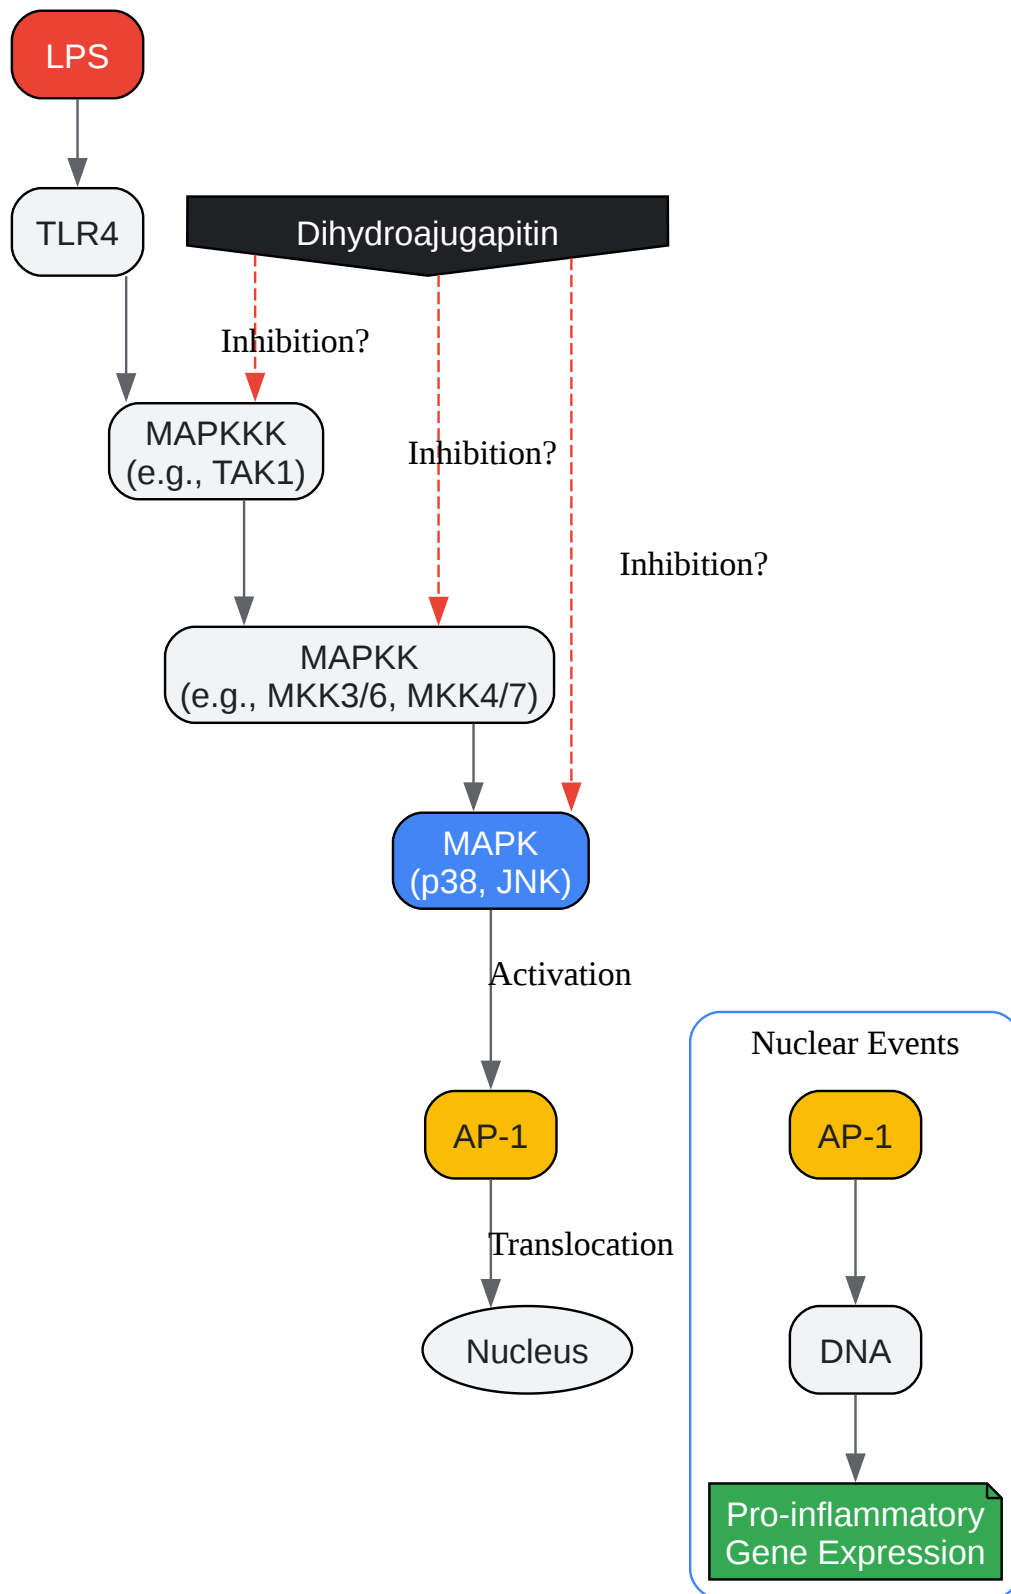 LPS
TLR4
Dihydroajugapitin
Inhibition?
MAPKKK
(e.g., TAK1)
Inhibition?
Inhibition?
MAPKK
(e.g., MKK3/6, MKK4/7)
MAPK
(p38, JNK)
Activation
Nuclear Events
AP-1
AP-1
Translocation
Nucleus
DNA
Pro-inflammatory
Gene Expression